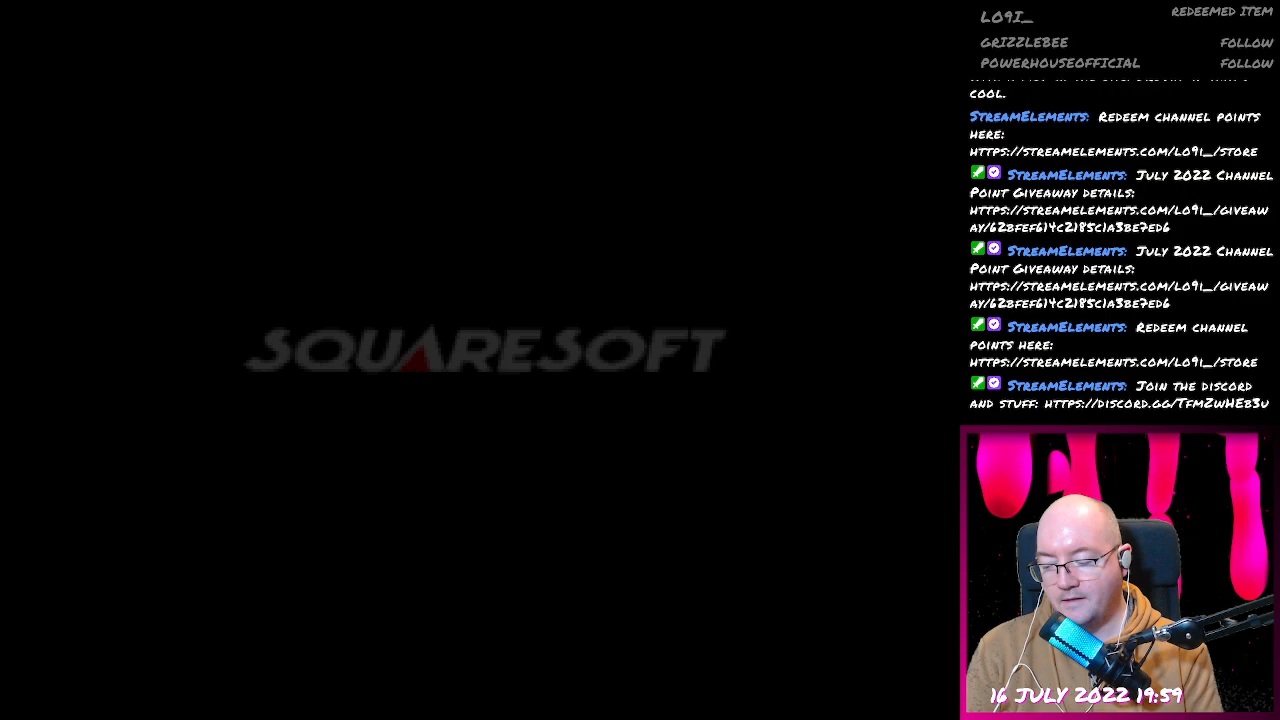 LO9I_
REDEEMED ITEM
GRIZZLEBEE
FOLLOW
POWERHOUSEOFFICIAL
FOLLOW
COOL.
STREAMELEMENTS: REDEEM CHANNEL POINTS
HERE:
HTTPS://STREAMELEMENTS.COM/LO9I_/STORE
STREAMELEMENTS: JULY 2022 CHANNEL
POINT GIVEAWAY DETAILS:
HTTPS://STREAMELEMENTS.COM/LO9I_/GIVEAW
AY/62BFEF614C2185C1A3BE7ED6
STREAMELEMENTS: JULY 2022 CHANNEL
POINT GIVEAWAY DETAILS:
HTTPS://STREAMELEMENTS.COM/LO9I_/GIVEAW
AY/62BFEF614C2185C1A3BE7ED6
STREAMELEMENTS: REDEEM CHANNEL
POINTS HERE:
HTTPS://STREAMELEMENTS.COM/LO9I_/STORE
STREAMELEMENTS: JOIN THE DISCORD
AND STUFF: HTTPS://DISCORD.GG/TFMZWHEB3U
SQUARESOFT
16 JULY 2022 19:59